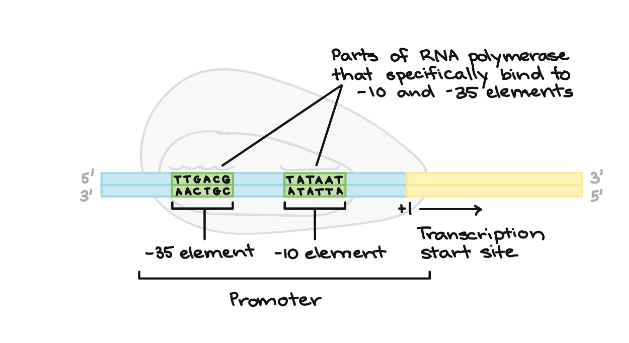 Parts of RNA polymerase
that specifically bind to
-10 and -35 elements
5' 3'
3' 5'
TTGACG TATAAT
AACTGC ATATTA
+1
-35 element -10 element
Transcription
start site
Promoter